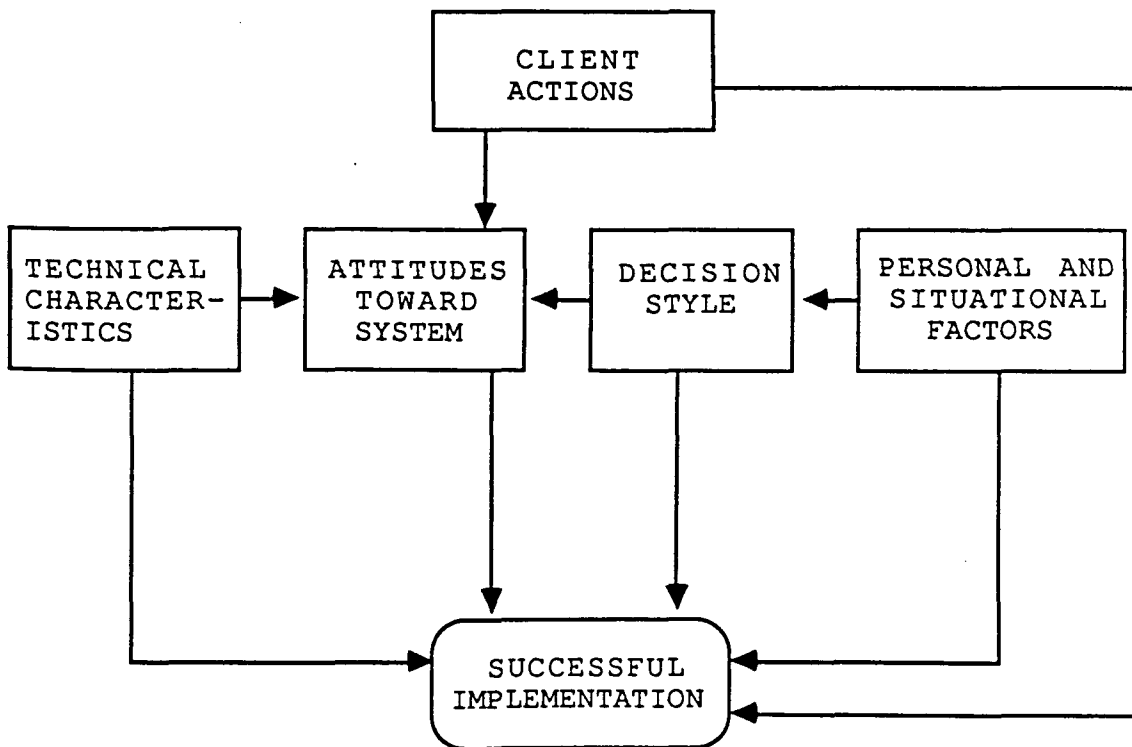 CLIENT
ACTIONS
TECHNICAL
CHARACTER-
ISTICS
ATTITUDES
TOWARD
SYSTEM
DECISION
STYLE
PERSONAL AND
SITUATIONAL
FACTORS
SUCCESSFUL
IMPLEMENTATION